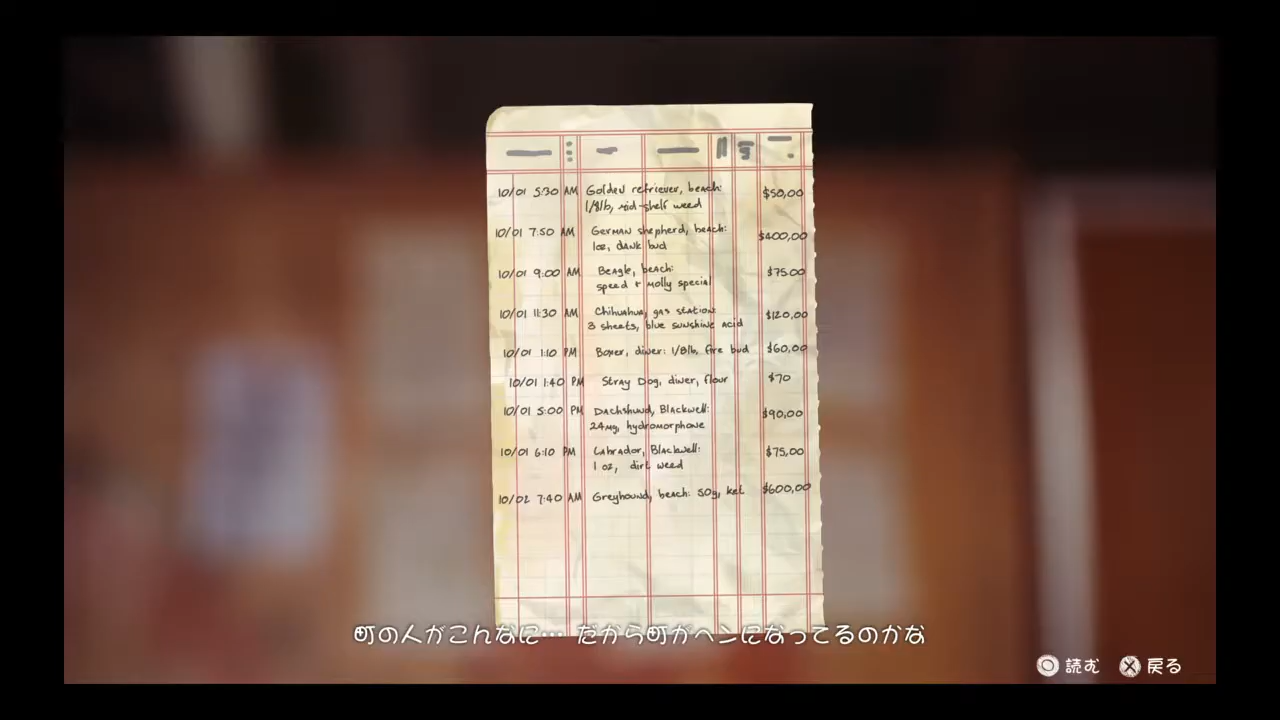 10/01 5:30 AM Golden retriever, beach: $50,00
1/8lb, mid-shelf weed
10/01 7:50 AM German shepherd, beach: $400,00
1oz, dank bud
10/01 9:00 AM Beagle, beach: $75.00
speed + Molly special
10/01 11:30 AM Chihuahua, gas station: $120,00
3 sheets, blue sunshine acid
10/01 1:10 PM Boxer, diner: 1/8lb, fire bud $60,00
10/01 1:40 PM Stray Dog, diner, flour $70
10/01 5:00 PM Dachshund, Blackwell: $90,00
24mg, hydromorphone
10/01 6:10 PM Labrador, Blackwell: $75,00
1 oz, dirt weed
10/02 7:40 AM Greyhound, beach: 50g, ket $600,00
町の人がこんなに… だから町がヘンになってるのかな
読む 戻る